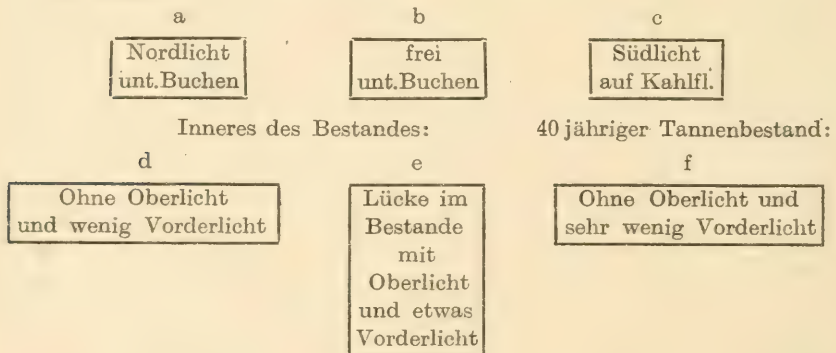 a b c
Nordlicht frei Südlicht
unt.Buchen unt.Buchen auf Kahlfl.
Inneres des Bestandes: 40 jähriger Tannenbestand:
d e f
Ohne Oberlicht Lücke im Ohne Oberlicht und
und wenig Vorderlicht Bestande sehr wenig Vorderlicht
mit
Oberlicht
und etwas
Vorderlicht